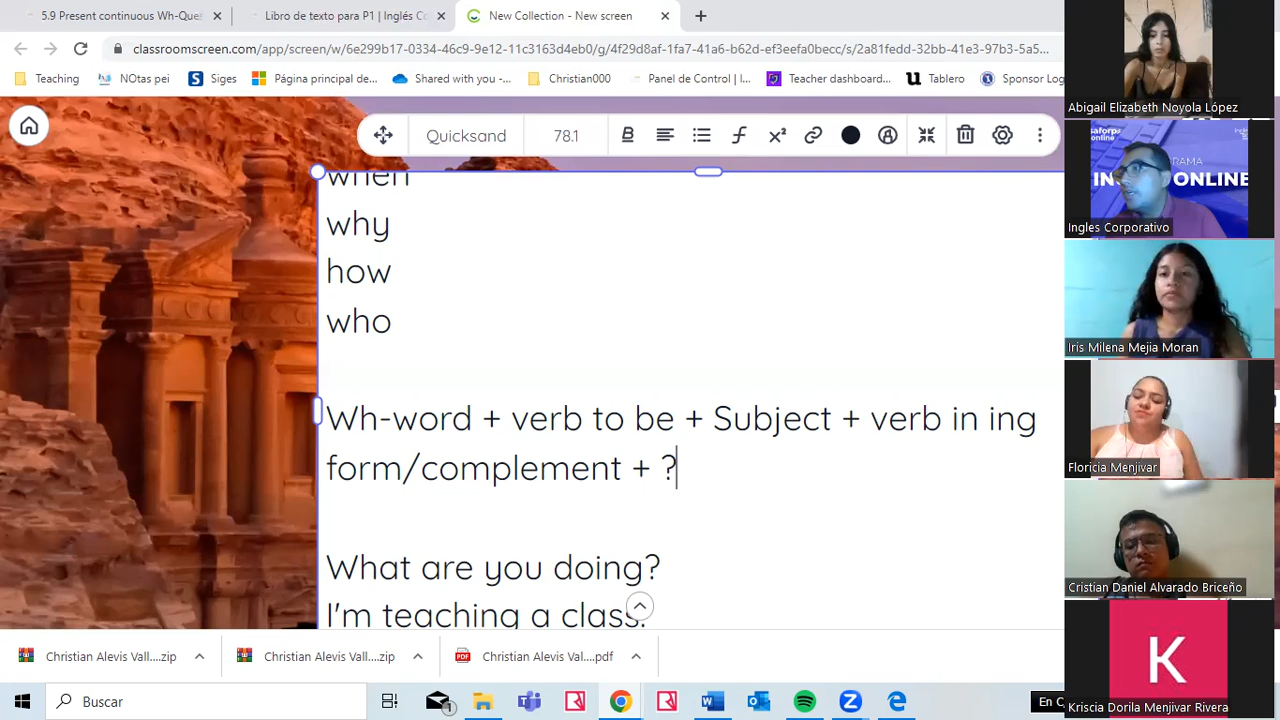 5.9 Present continuous Wh-Ques
Libro de texto para P1 | Inglés Co
New Collection - New screen
classroomscreen.com/app/screen/w/6e299b17-0334-46c9-9e12-11c3163d4eb0/g/4f29d8af-1fa7-41a6-b62d-ef3eefa0becc/s/2a81febd-32bb-41e3-97b3-5a5...
Teaching
NOtas pei
Siges
Página principal de...
Shared with you -...
Christian000
Panel de Control | I...
Teacher dashboard...
Tablero
Sponsor Log
Quicksand
78.1
when
why
how
who
Wh-word + verb to be + Subject + verb in ing
form/complement + ?
What are you doing?
I'm teaching a class.
Abigail Elizabeth Noyola López
Ingles Corporativo
Iris Milena Mejia Moran
Floricia Menjivar
Cristian Daniel Alvarado Briceño
K
Kriscia Dorila Menjivar Rivera
Christian Alevis Vall....zip
Christian Alevis Vall....zip
Christian Alevis Val....pdf
Buscar